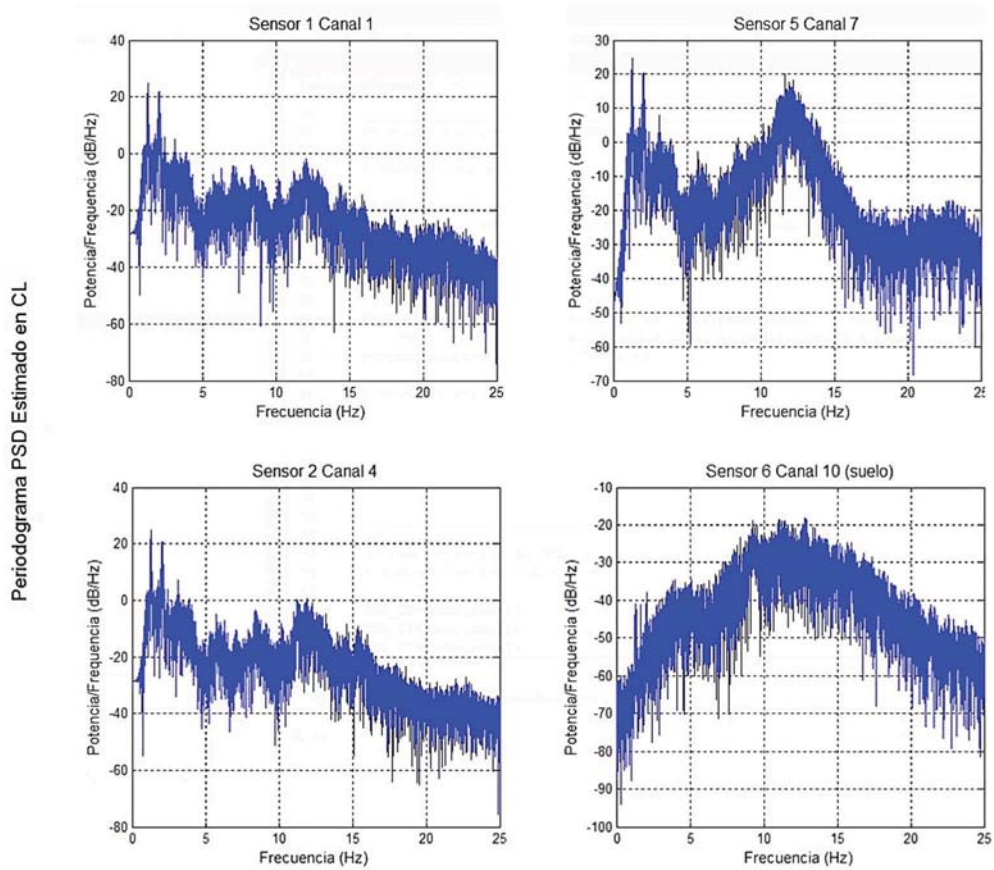 Periodograma PSD Estimado en CL
Sensor 1 Canal 1
40
20
0
-20
-40
-60
-80
Potencia/Frequencia (dB/Hz)
0 5 10 15 20 25
Frecuencia (Hz)
Sensor 5 Canal 7
30
20
10
0
-10
-20
-30
-40
-50
-60
-70
Potencia/Frequencia (dB/Hz)
0 5 10 15 20 25
Frecuencia (Hz)
Sensor 2 Canal 4
40
20
0
-20
-40
-60
-80
Potencia/Frequencia (dB/Hz)
0 5 10 15 20 25
Frecuencia (Hz)
Sensor 6 Canal 10 (suelo)
-10
-20
-30
-40
-50
-60
-70
-80
-90
-100
Potencia/Frequencia (dB/Hz)
0 5 10 15 20 25
Frecuencia (Hz)